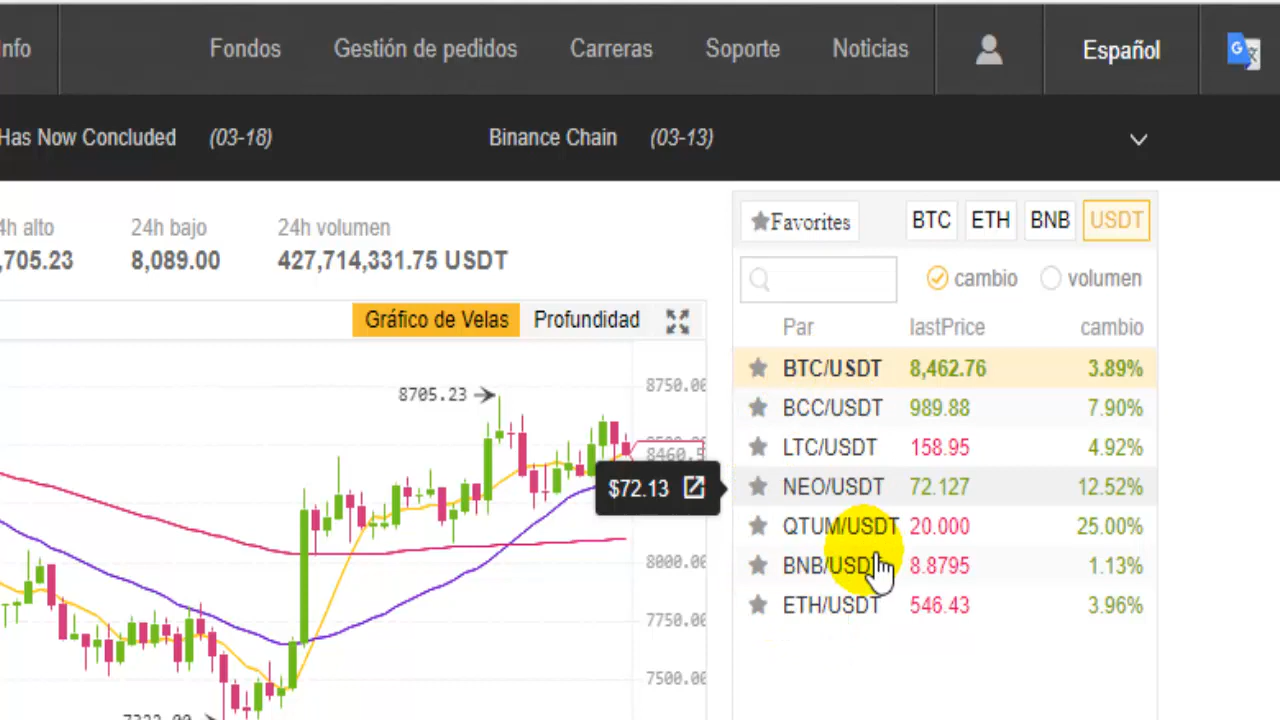 Fondos Gestión de pedidos Carreras Soporte Noticias Español
Has Now Concluded (03-18) Binance Chain (03-13)
alto 24h bajo 24h volumen
,705.23 8,089.00 427,714,331.75 USDT
Favorites BTC ETH BNB USDT
cambio volumen
Gráfico de Velas Profundidad
Par lastPrice cambio
BTC/USDT 8,462.76 3.89%
BCC/USDT 989.88 7.90%
LTC/USDT 158.95 4.92%
NEO/USDT 72.127 12.52%
QTUM/USDT 20.000 25.00%
BNB/USDT 8.8795 1.13%
ETH/USDT 546.43 3.96%
8750.00
8705.23
8460.5
$72.13
8000.00
7750.00
7500.00